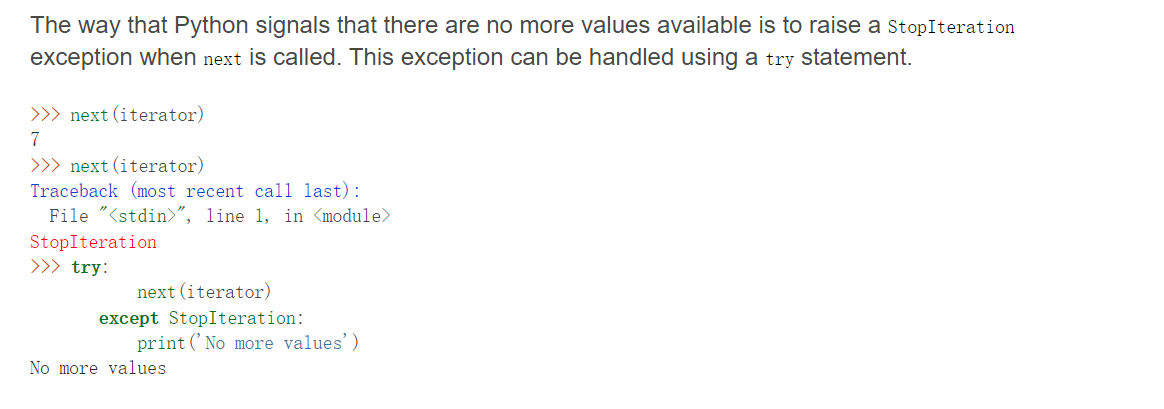 The way that Python signals that there are no more values available is to raise a StopIteration
exception when next is called. This exception can be handled using a try statement.
>>> next(iterator)
7
>>> next(iterator)
Traceback (most recent call last):
  File "<stdin>", line 1, in <module>
StopIteration
>>> try:
        next(iterator)
    except StopIteration:
        print('No more values')
No more values